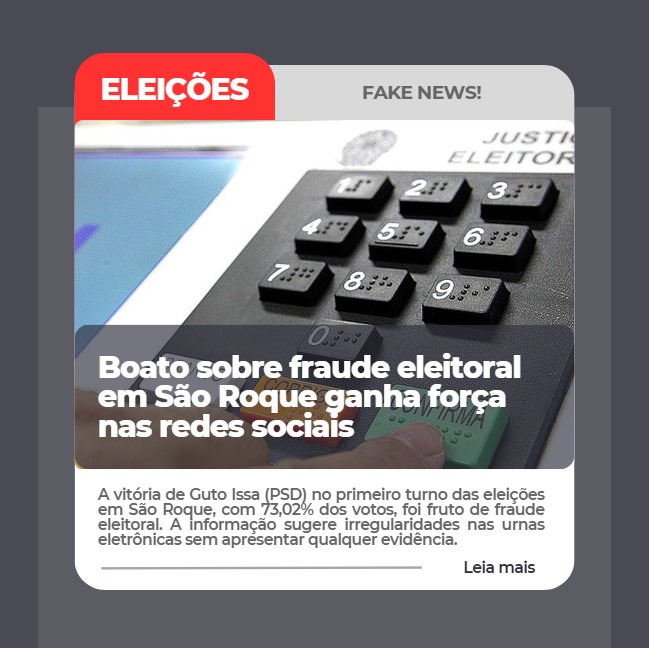 ELEIÇÕES
FAKE NEWS!
JUSTIÇ
ELEITOR
1 2 3
4 5 6
7 8 9
0
Boato sobre fraude eleitoral
em São Roque ganha força
nas redes sociais
CONFIRMA
A vitória de Guto Issa (PSD) no primeiro turno das eleições
em São Roque, com 73,02% dos votos, foi fruto de fraude
eleitoral. A informação sugere irregularidades nas urnas
eletrônicas sem apresentar qualquer evidência.
Leia mais